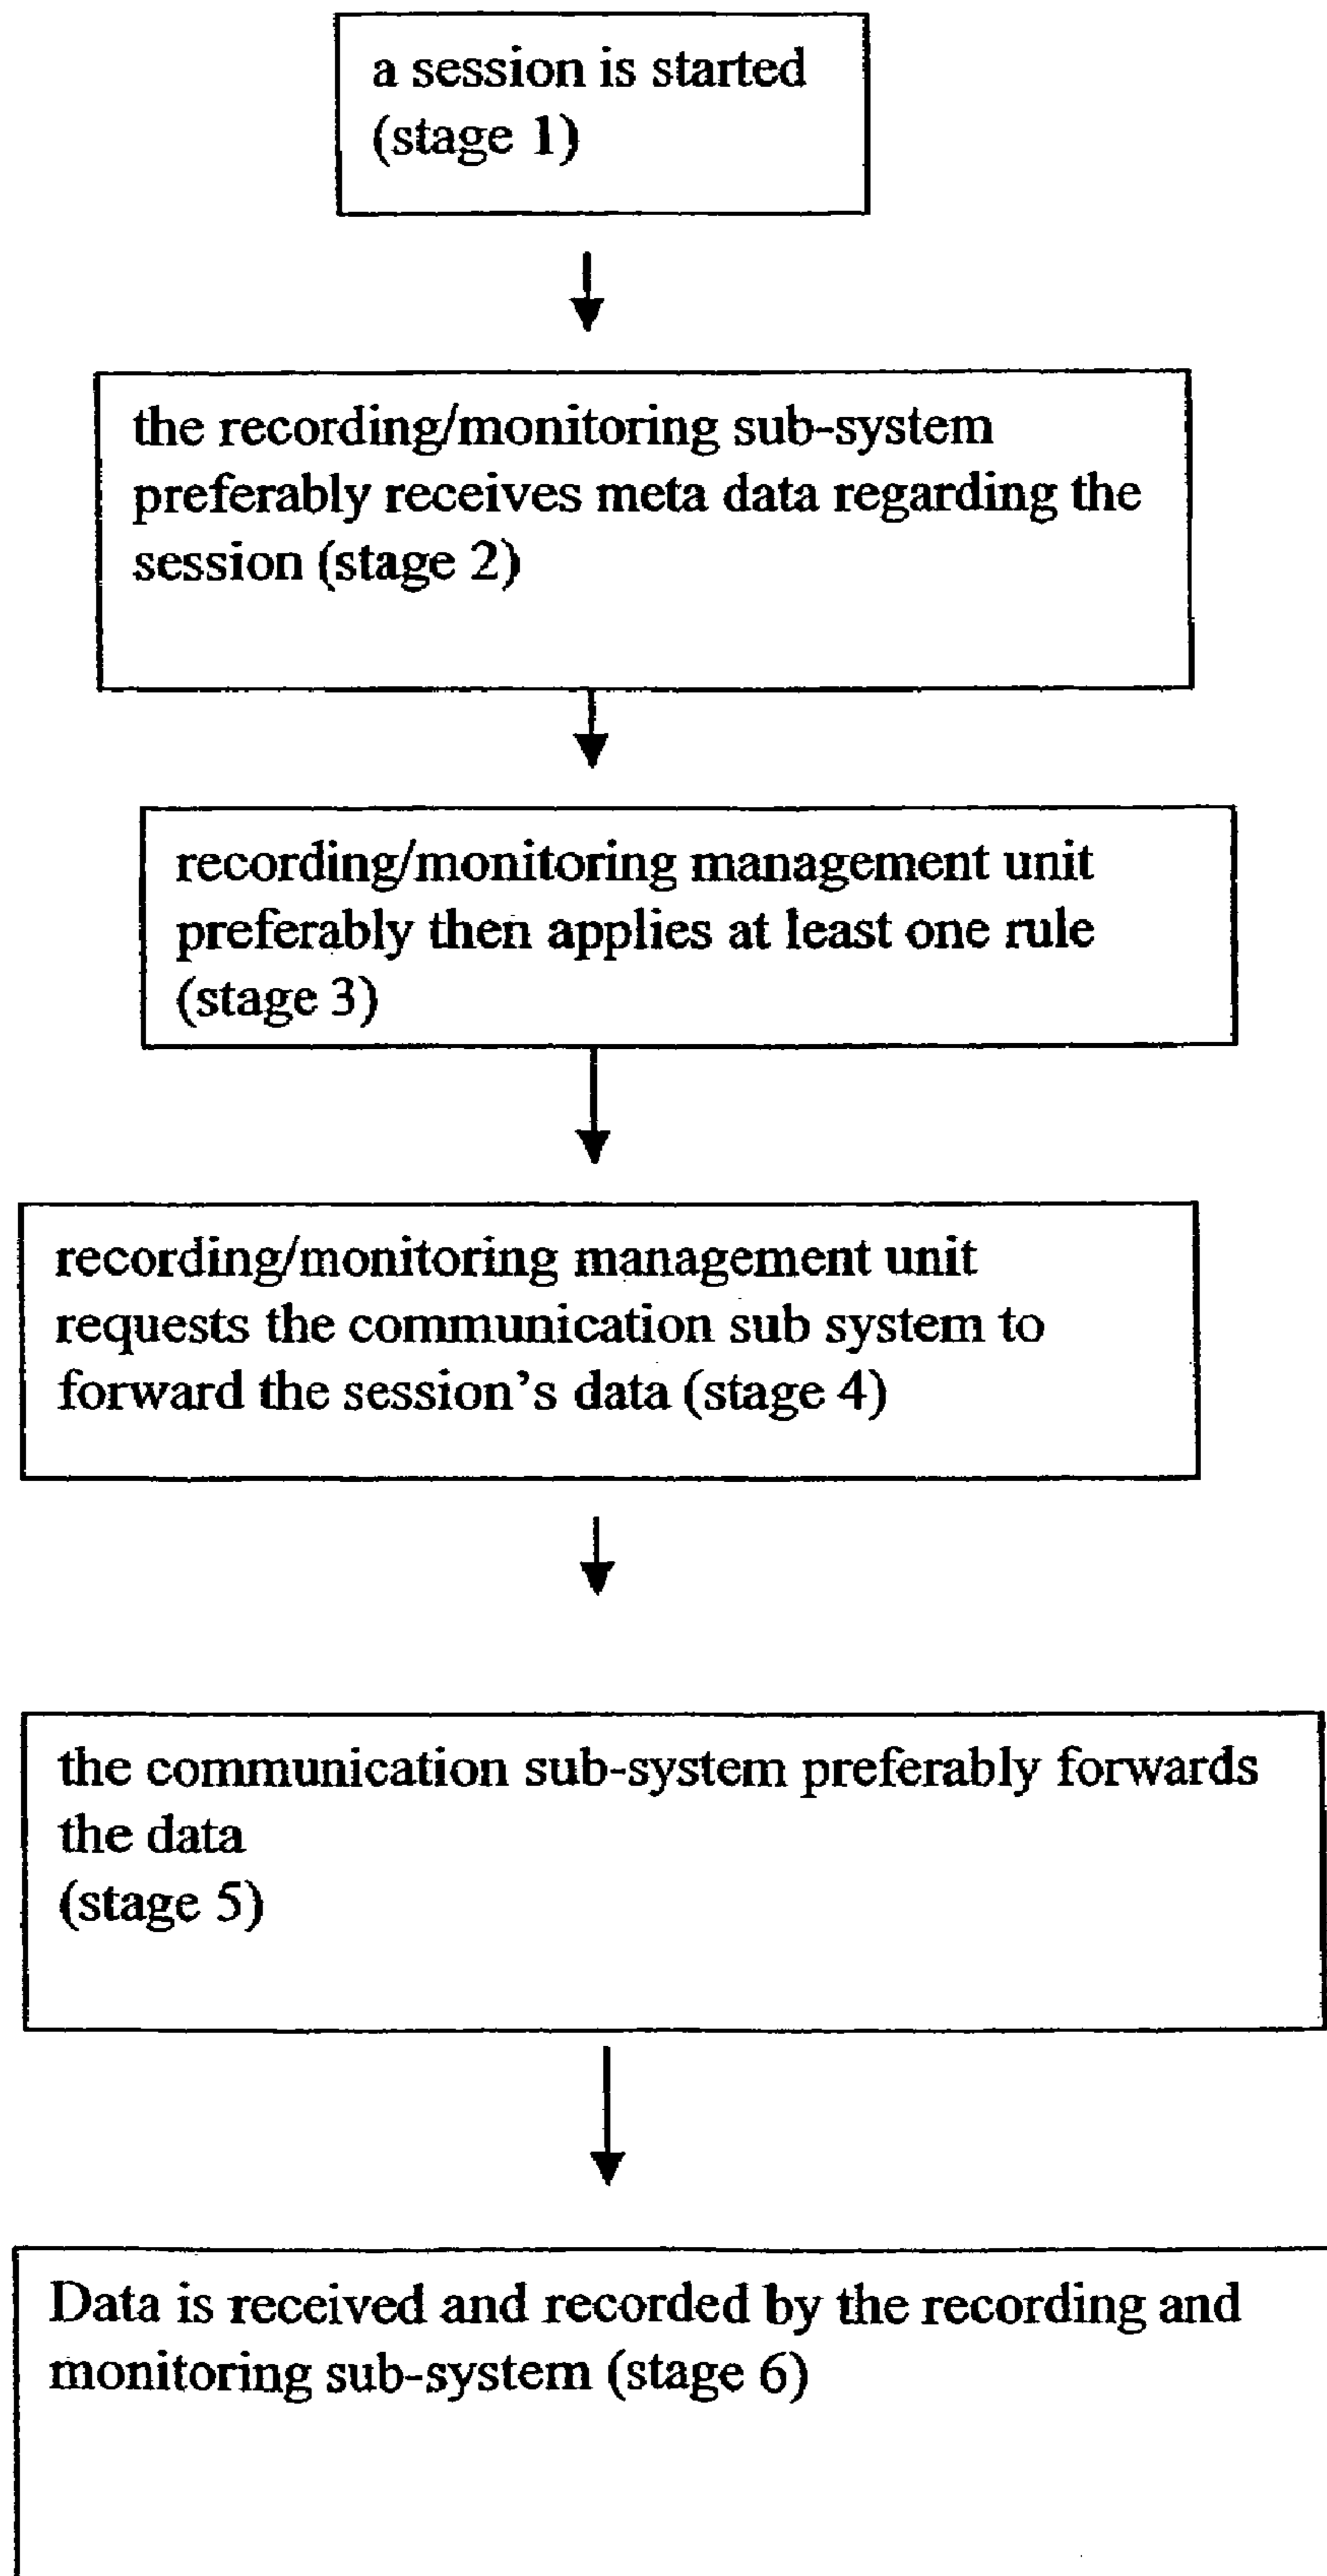 a session is started
(stage 1)
the recording/monitoring sub-system
preferably receives meta data regarding the
session (stage 2)
recording/monitoring management unit
preferably then applies at least one rule
(stage 3)
recording/monitoring management unit
requests the communication sub system to
forward the session's data (stage 4)
the communication sub-system preferably forwards
the data
(stage 5)
Data is received and recorded by the recording and
monitoring sub-system (stage 6)